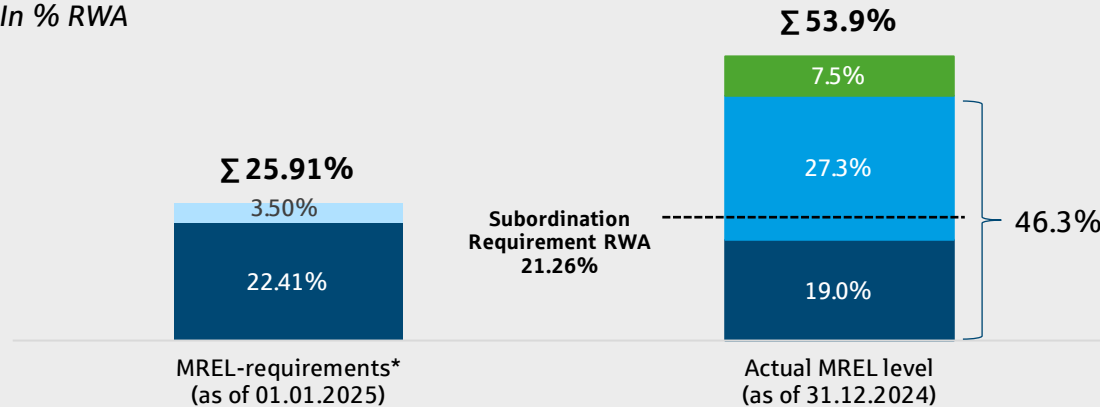 In % RWA
∑ 53.9%
7.5%
27.3%
∑ 25.91%
3.50%
Subordination
Requirement RWA
21.26%
46.3%
22.41%
19.0%
MREL-requirements*
(as of 01.01.2025)
Actual MREL level
(as of 31.12.2024)